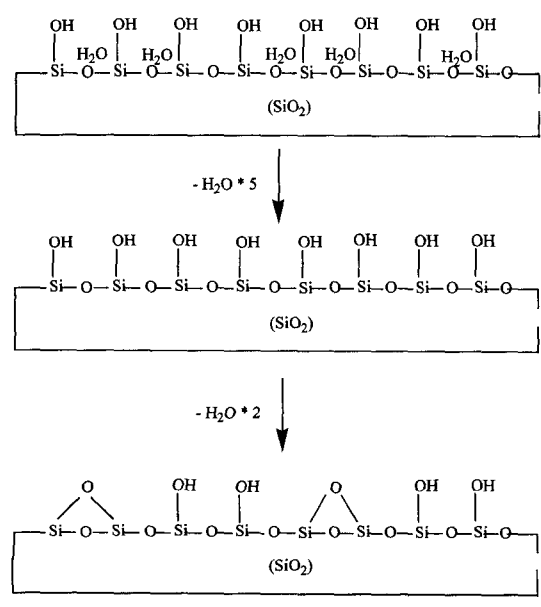 OH OH OH OH OH OH OH OH
H₂O H₂O H₂O H₂O H₂O
Si O Si O Si O Si O Si O Si O Si O Si O
(SiO₂)
- H₂O * 5
OH OH OH OH OH OH OH OH
Si O Si O Si O Si O Si O Si O Si O Si O
(SiO₂)
- H₂O * 2
O OH OH O OH OH
Si O Si O Si O Si O Si O Si O Si O Si O
(SiO₂)